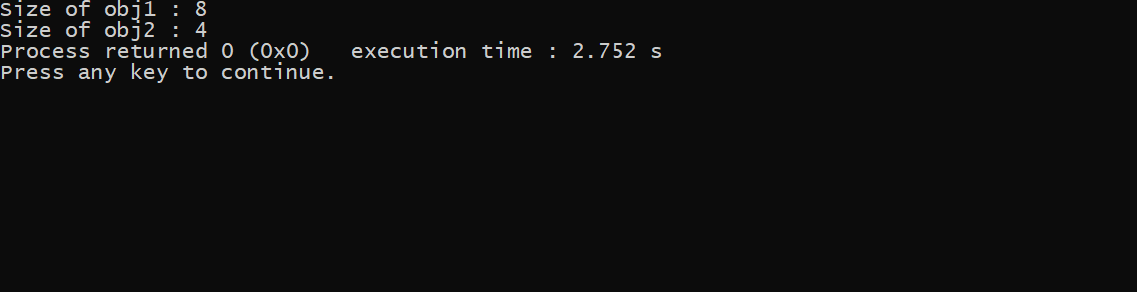 Size of obj1 : 8
Size of obj2 : 4
Process returned 0 (0x0)   execution time : 2.752 s
Press any key to continue.